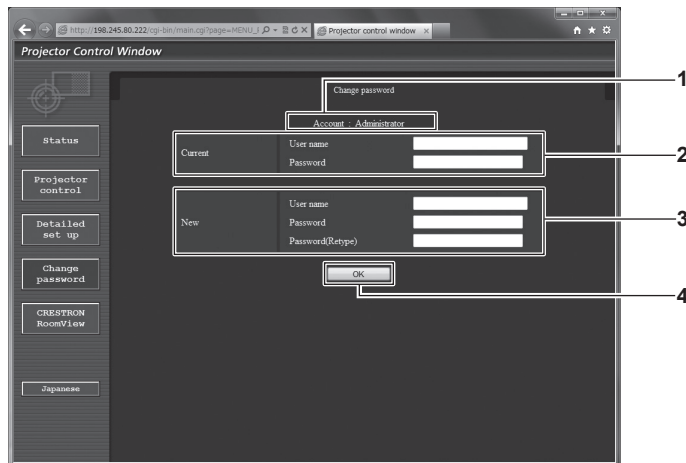 http://198.245.80.222/cgi-bin/main.cgi?page=MENU_
Projector control window
Projector Control Window
Change password
1
Account : Administrator
Status
Current
User name
Password
2
Projector
control
Detailed
set up
New
User name
Password
Password(Retype)
3
Change
password
OK
4
CRESTRON
RoomView
Japanese